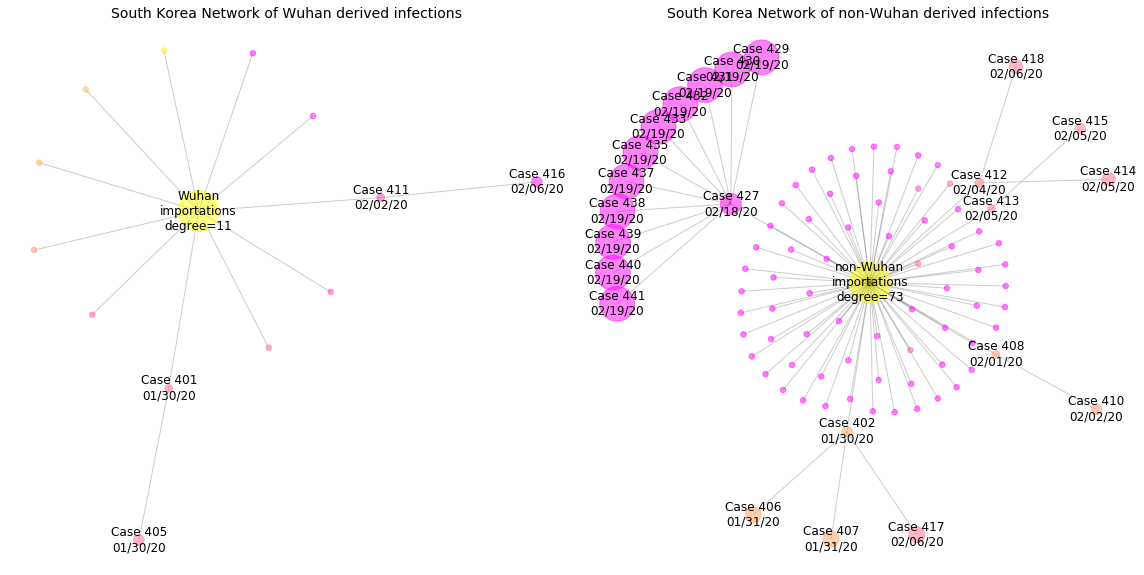 South Korea Network of Wuhan derived infections
Wuhan
importations
degree=11
Case 411
02/02/20
Case 416
02/06/20
Case 401
01/30/20
Case 405
01/30/20
South Korea Network of non-Wuhan derived infections
Case 429
02/19/20
Case 430
02/19/20
Case 431
02/19/20
Case 432
02/19/20
Case 433
02/19/20
Case 435
02/19/20
Case 437
02/19/20
Case 438
02/19/20
Case 439
02/19/20
Case 440
02/19/20
Case 441
02/19/20
Case 427
02/18/20
Case 418
02/06/20
Case 415
02/05/20
Case 414
02/05/20
Case 412
02/04/20
Case 413
02/05/20
non-Wuhan
importations
degree=73
Case 408
02/01/20
Case 410
02/02/20
Case 402
01/30/20
Case 406
01/31/20
Case 407
01/31/20
Case 417
02/06/20